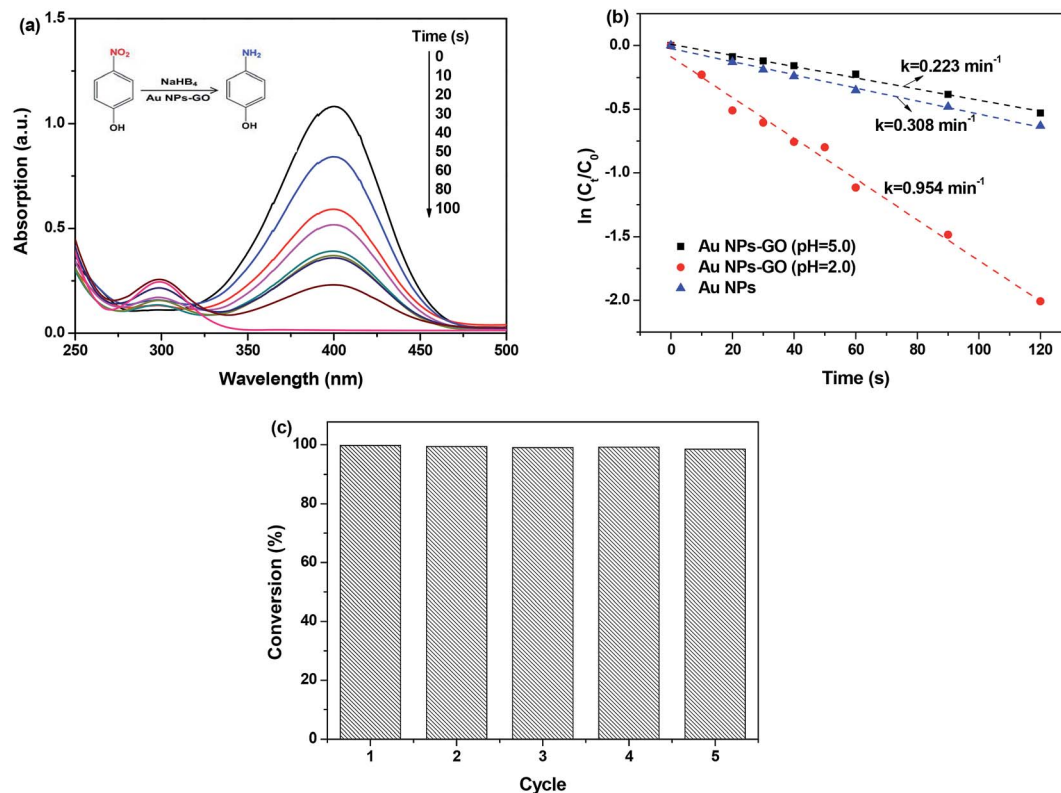 (a)
1.5
1.0
0.5
0.0
250
300
350
400
450
500
Absorption (a.u.)
Wavelength (nm)
NO2
OH
NaHB4
Au NPs-GO
NH2
OH
Time (s)
0
10
20
30
40
50
60
80
100
(b)
0.0
-0.5
-1.0
-1.5
-2.0
0
20
40
60
80
100
120
ln (Ct/C0)
Time (s)
k=0.223 min-1
k=0.308 min-1
k=0.954 min-1
Au NPs-GO (pH=5.0)
Au NPs-GO (pH=2.0)
Au NPs
(c)
100
80
60
40
20
0
1
2
3
4
5
Conversion (%)
Cycle